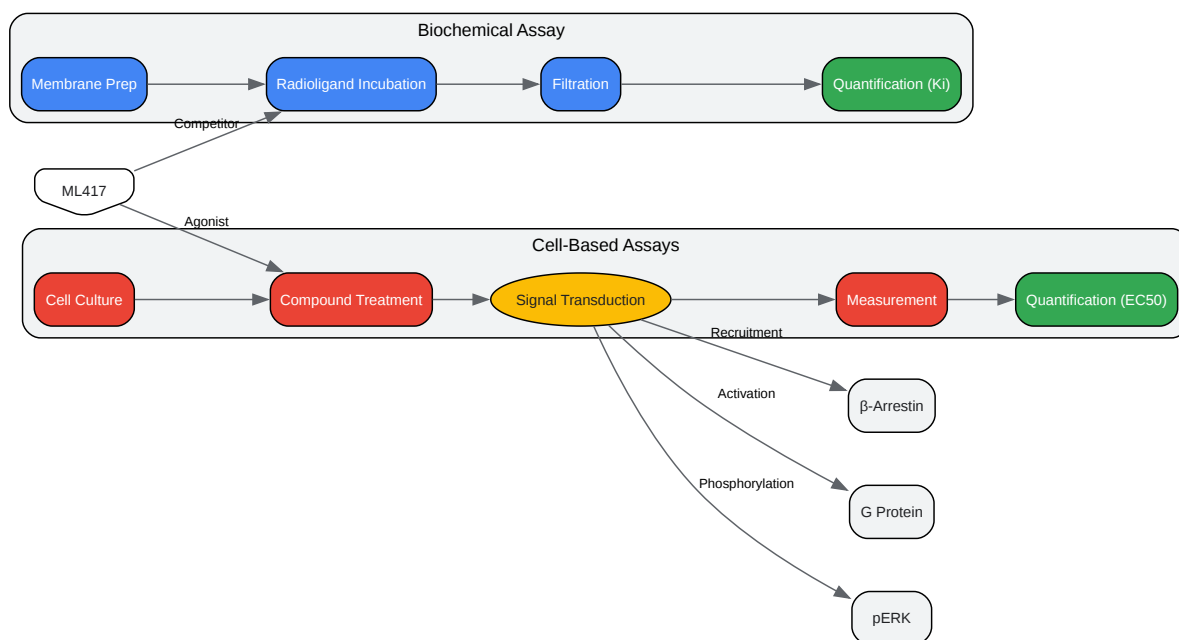 Biochemical Assay
Membrane Prep
Radioligand Incubation
Filtration
Quantification (Ki)
Competitor
ML417
Agonist
Cell-Based Assays
Cell Culture
Compound Treatment
Signal Transduction
Measurement
Quantification (EC50)
Recruitment
β-Arrestin
Activation
G Protein
Phosphorylation
pERK